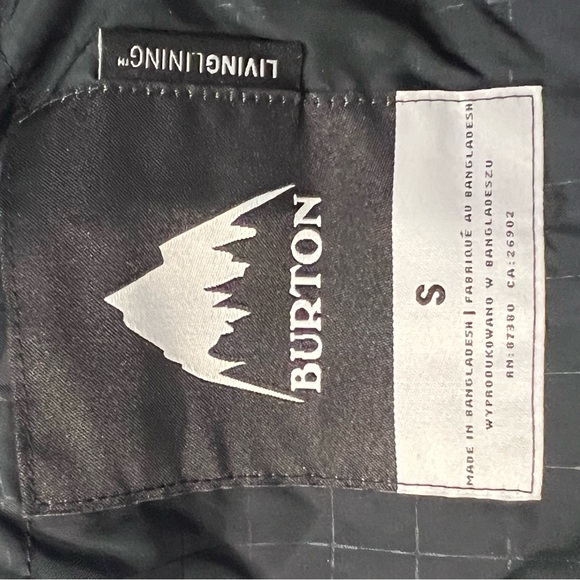 LIVINGLINING™
BURTON
S
MADE IN BANGLADESH | FABRIQUÉ AU BANGLADESH
WYPRODUKOWANO W BANGLADESZU
RN: 87380 CA: 26902